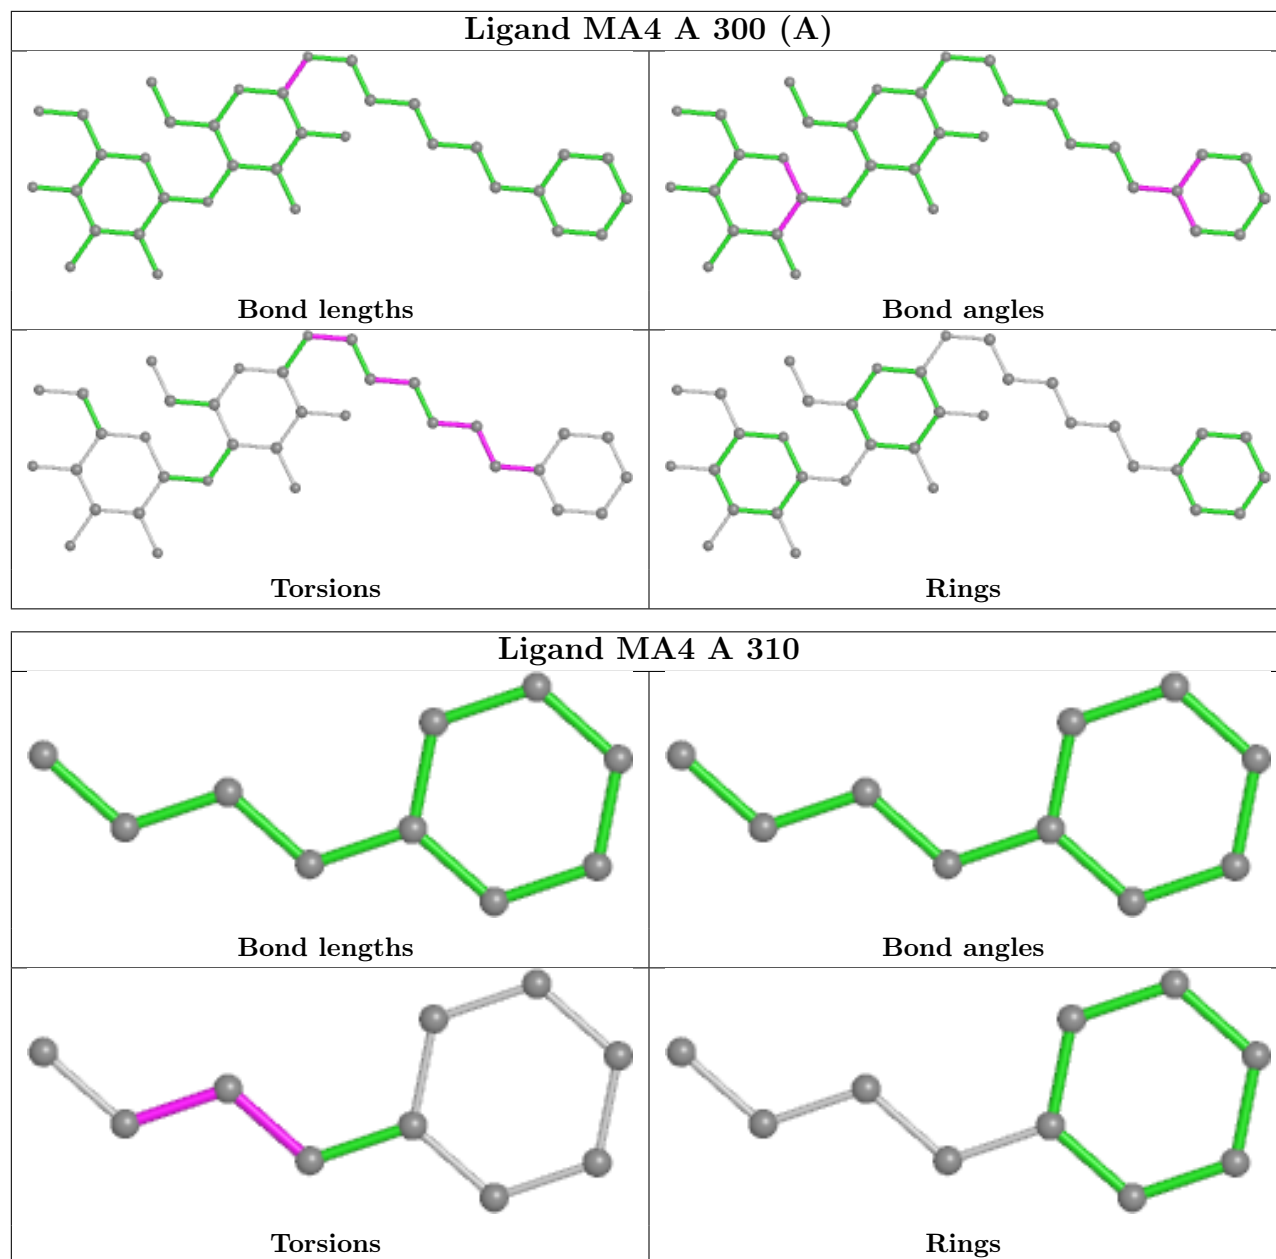 Ligand MA4 A 300 (A)
Bond lengths
Bond angles
Torsions
Rings
Ligand MA4 A 310
Bond lengths
Bond angles
Torsions
Rings